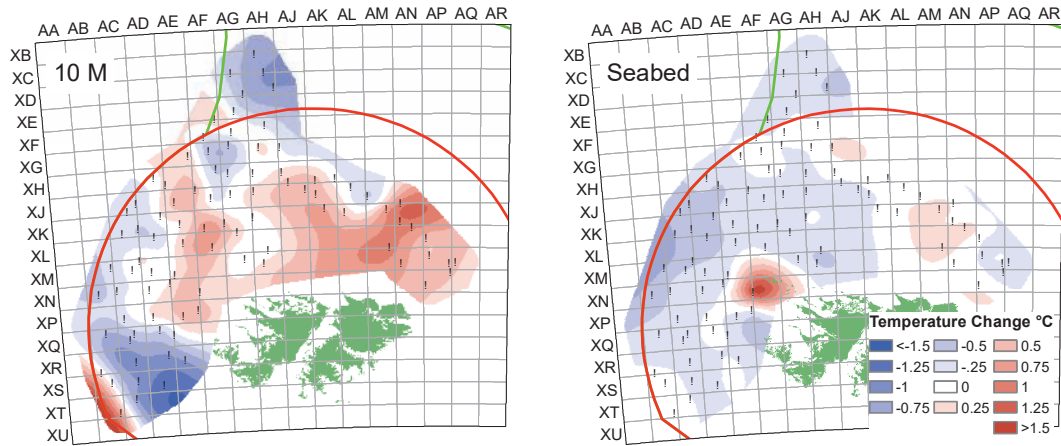 AA AB AC AD AE AF AG AH AJ AK AL AM AN AP AQ AR
XB
XC
XD
XE
XF
XG
XH
XJ
XK
XL
XM
XN
XP
XQ
XR
XS
XT
XU
10 M
AA AB AC AD AE AF AG AH AJ AK AL AM AN AP AQ AR
XB
XC
XD
XE
XF
XG
XH
XJ
XK
XL
XM
XN
XP
XQ
XR
XS
XT
XU
Seabed
Temperature Change °C
<-1.5 -0.5 0.5
-1.25 -.25 0.75
-1 0 1
-0.75 0.25 1.25
>1.5